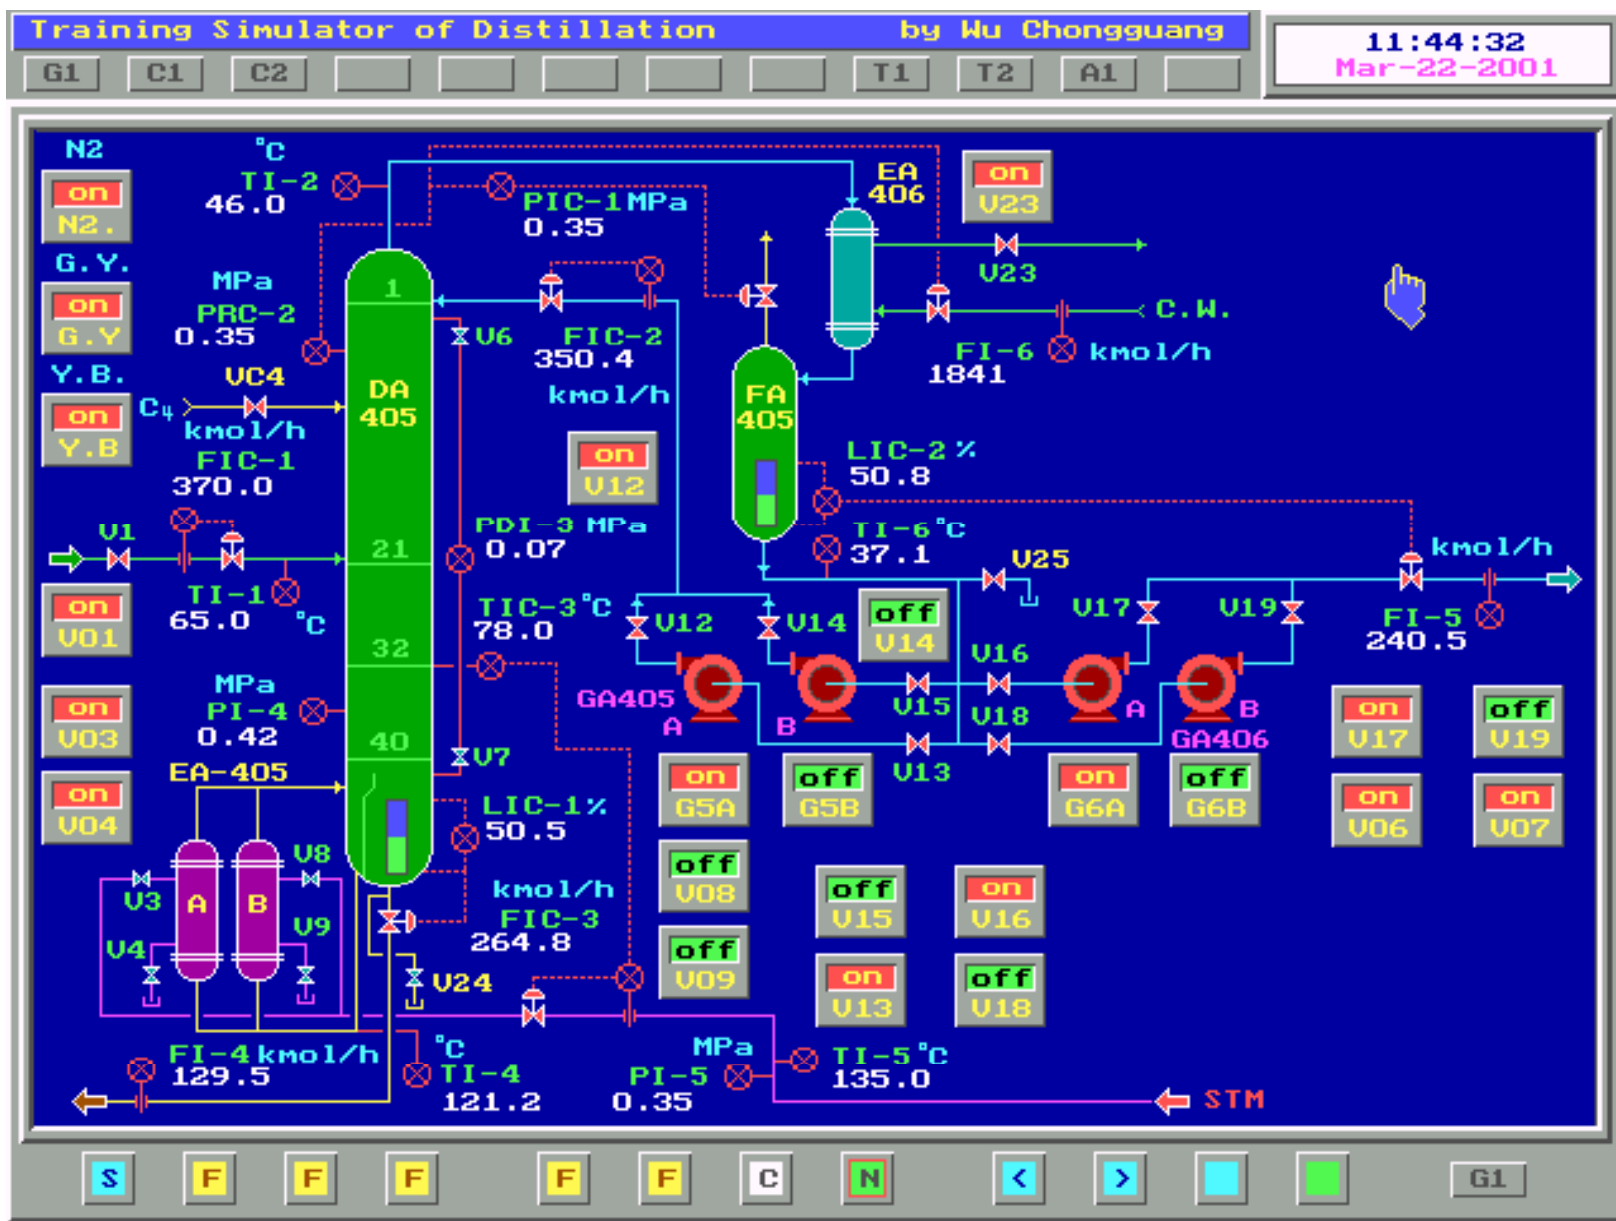 Training Simulator of Distillation by Wu Chongguang
11:44:32
Mar-22-2001
G1 C1 C2 T1 T2 A1
N2
on
N2.
G.Y.
on
G.Y
Y.B.
on
Y.B
°C
TI-2
46.0
PIC-1 MPa
0.35
EA
406
on
V23
V23
MPa
PRC-2
0.35
1
V6
FIC-2
350.4
kmol/h
C.W.
FI-6 kmol/h
1841
VC4
C4
kmol/h
FIC-1
370.0
DA
405
FA
405
on
V12
LIC-2 %
50.8
V1
21
PDI-3 MPa
0.07
TI-6 °C
37.1
V25
kmol/h
on
V01
TI-1
65.0 °C
TIC-3 °C
78.0
V12
V14
off
V14
V17
V19
FI-5
240.5
32
V16
MPa
PI-4
0.42
on
V03
GA405
A
B
V15
V18
A
B
GA406
on
V17
off
V19
40
V7
V13
EA-405
on
V04
on
G5A
off
G5B
on
G6A
off
G6B
on
V06
on
V07
LIC-1 %
50.5
V8
V3
A
B
V9
V4
off
V08
off
V15
on
V16
kmol/h
FIC-3
264.8
V24
off
V09
on
V13
off
V18
FI-4 kmol/h
129.5
°C
TI-4
121.2
MPa
PI-5
0.35
TI-5 °C
135.0
STM
S F F F F F C N < > G1